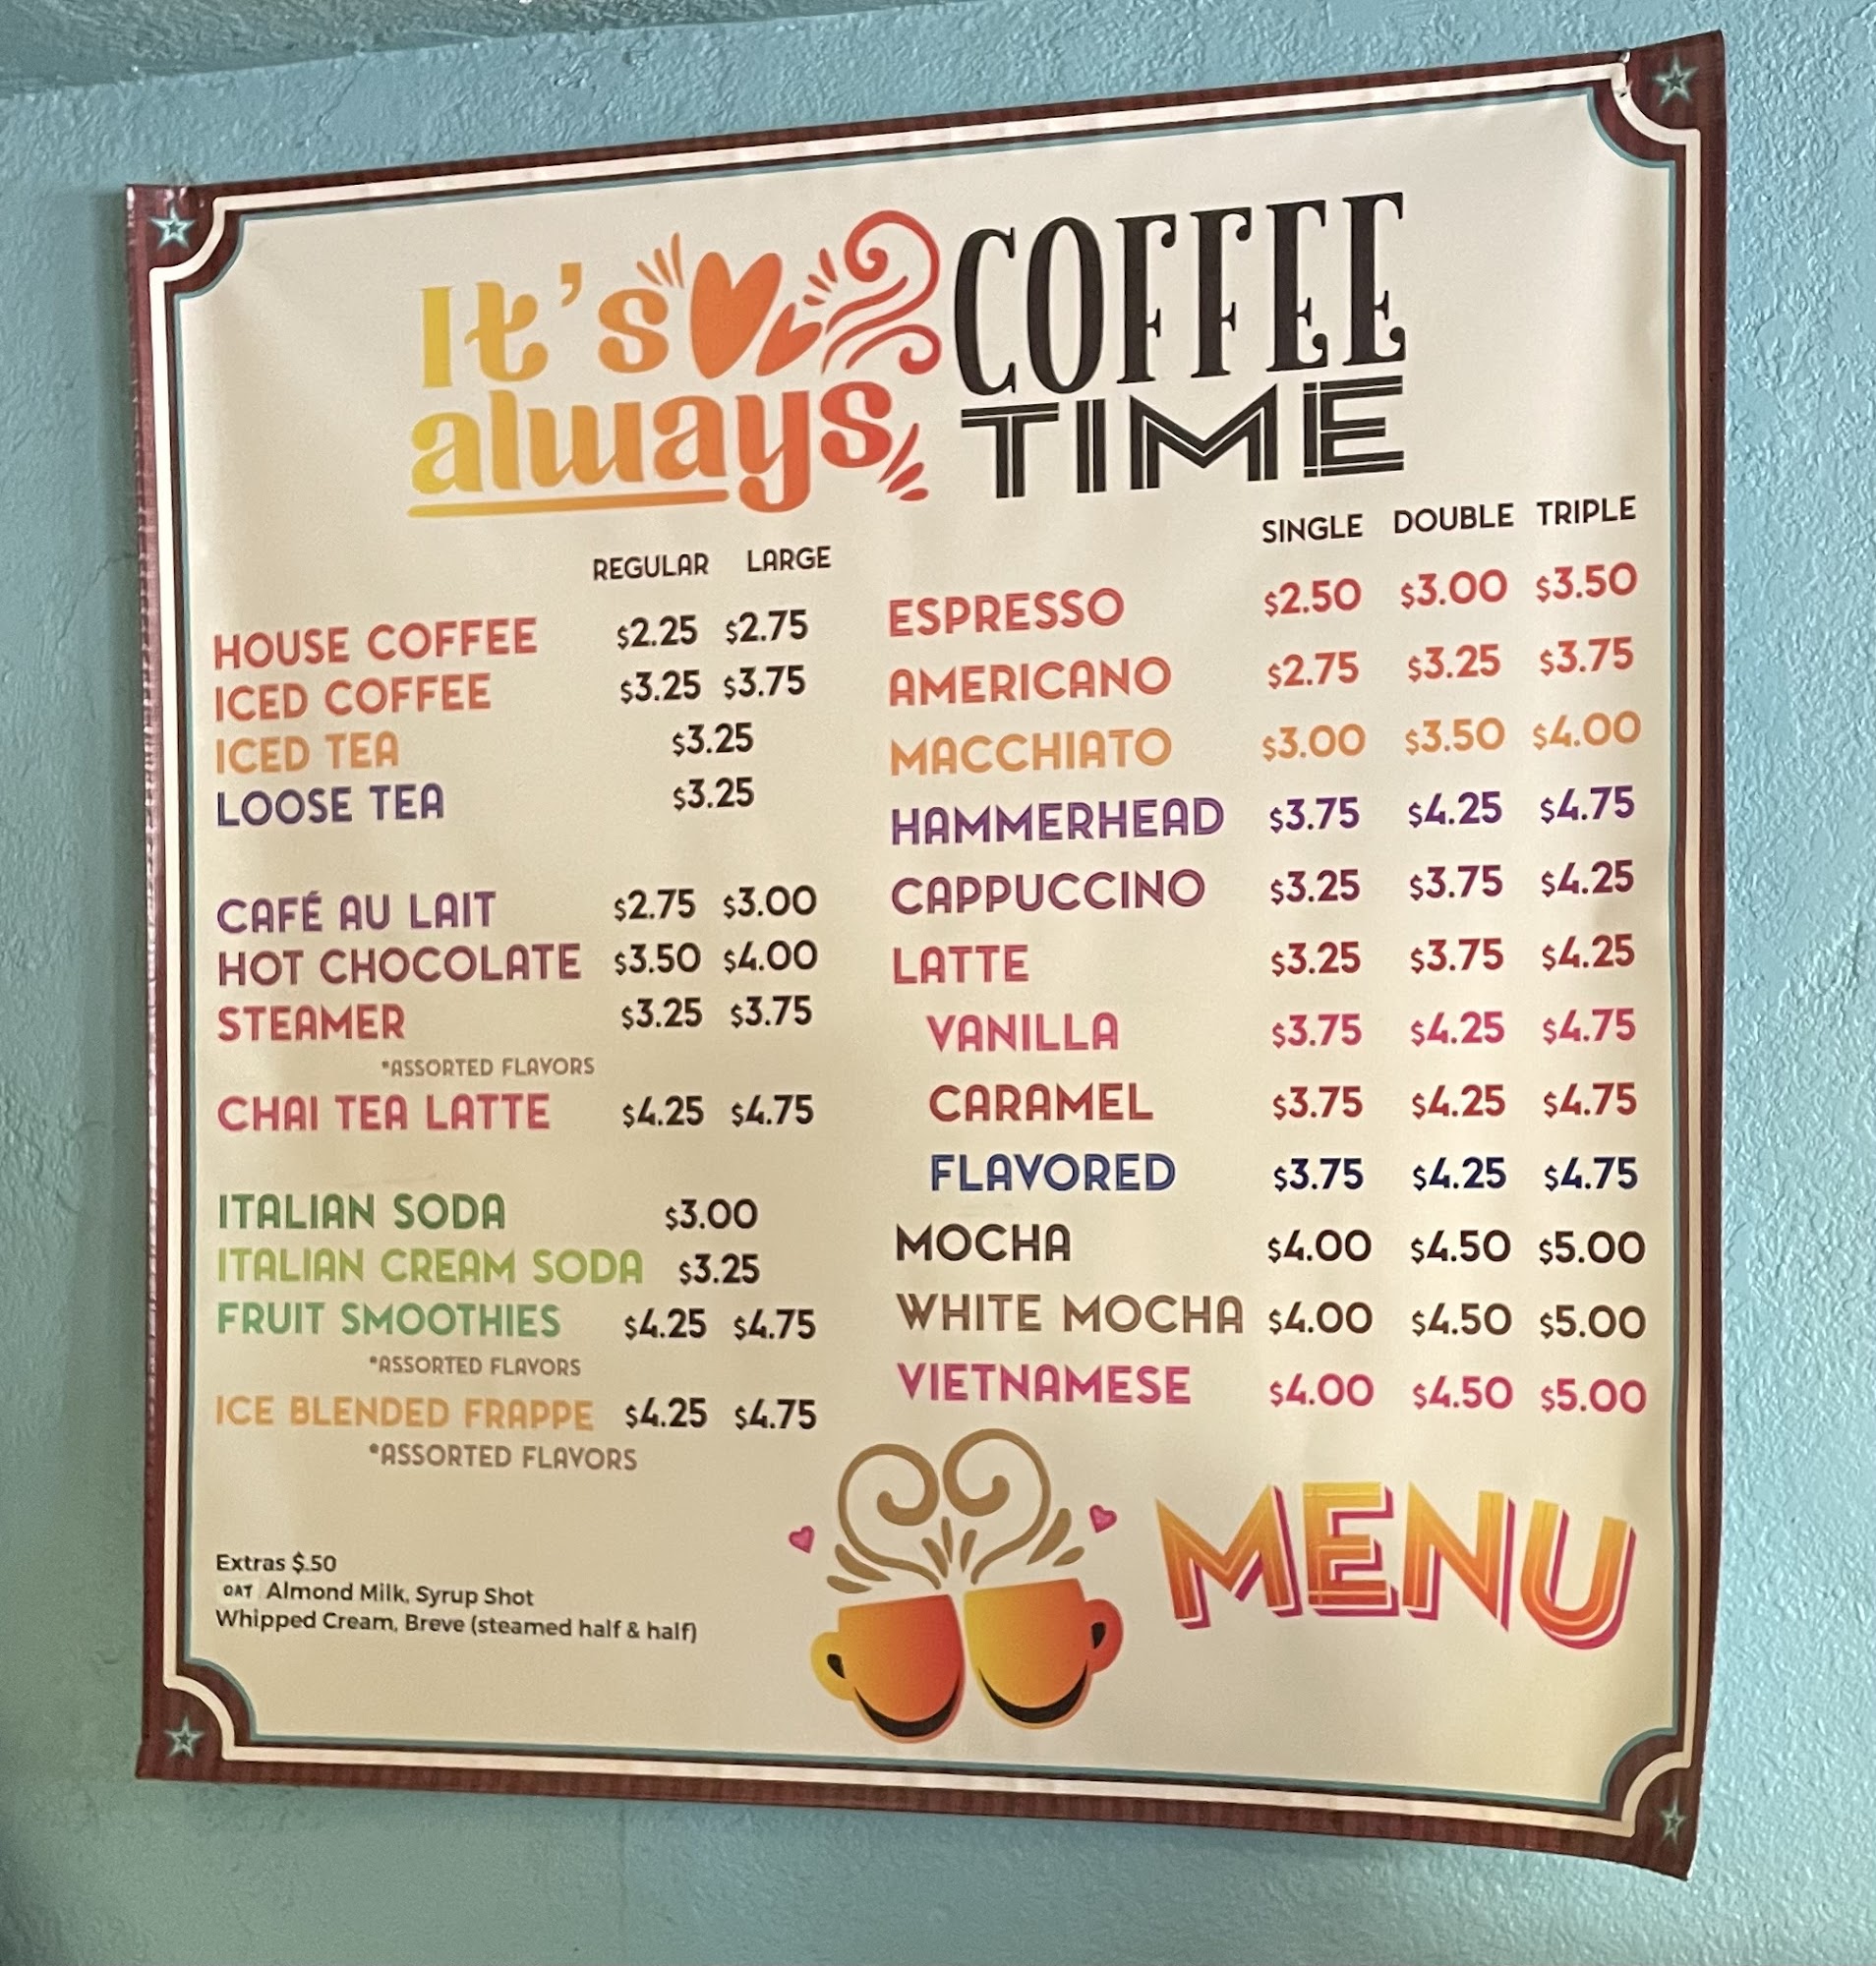 It's always COFFEE TIME
REGULAR LARGE
HOUSE COFFEE $2.25 $2.75
ICED COFFEE $3.25 $3.75
ICED TEA $3.25
LOOSE TEA $3.25
CAFÉ AU LAIT $2.75 $3.00
HOT CHOCOLATE $3.50 $4.00
STEAMER $3.25 $3.75
*ASSORTED FLAVORS
CHAI TEA LATTE $4.25 $4.75
ITALIAN SODA $3.00
ITALIAN CREAM SODA $3.25
FRUIT SMOOTHIES $4.25 $4.75
*ASSORTED FLAVORS
ICE BLENDED FRAPPE $4.25 $4.75
*ASSORTED FLAVORS
Extras $.50
OAT Almond Milk, Syrup Shot
Whipped Cream, Breve (steamed half & half)
SINGLE DOUBLE TRIPLE
ESPRESSO $2.50 $3.00 $3.50
AMERICANO $2.75 $3.25 $3.75
MACCHIATO $3.00 $3.50 $4.00
HAMMERHEAD $3.75 $4.25 $4.75
CAPPUCCINO $3.25 $3.75 $4.25
LATTE $3.25 $3.75 $4.25
VANILLA $3.75 $4.25 $4.75
CARAMEL $3.75 $4.25 $4.75
FLAVORED $3.75 $4.25 $4.75
MOCHA $4.00 $4.50 $5.00
WHITE MOCHA $4.00 $4.50 $5.00
VIETNAMESE $4.00 $4.50 $5.00
MENU